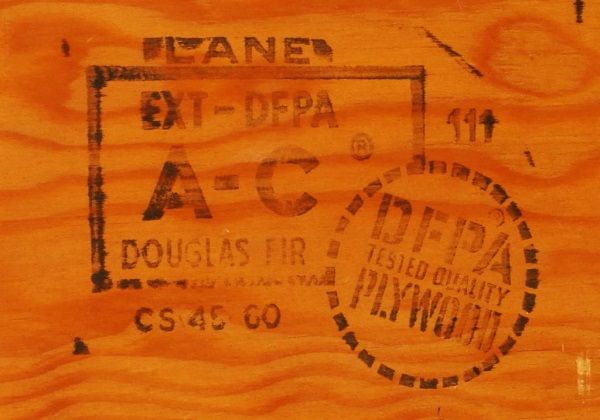 LANE
EXT-DFPA
A-C ®
DOUGLAS FIR
CS 45 60
111
DFPA ®
TESTED QUALITY
PLYWOOD